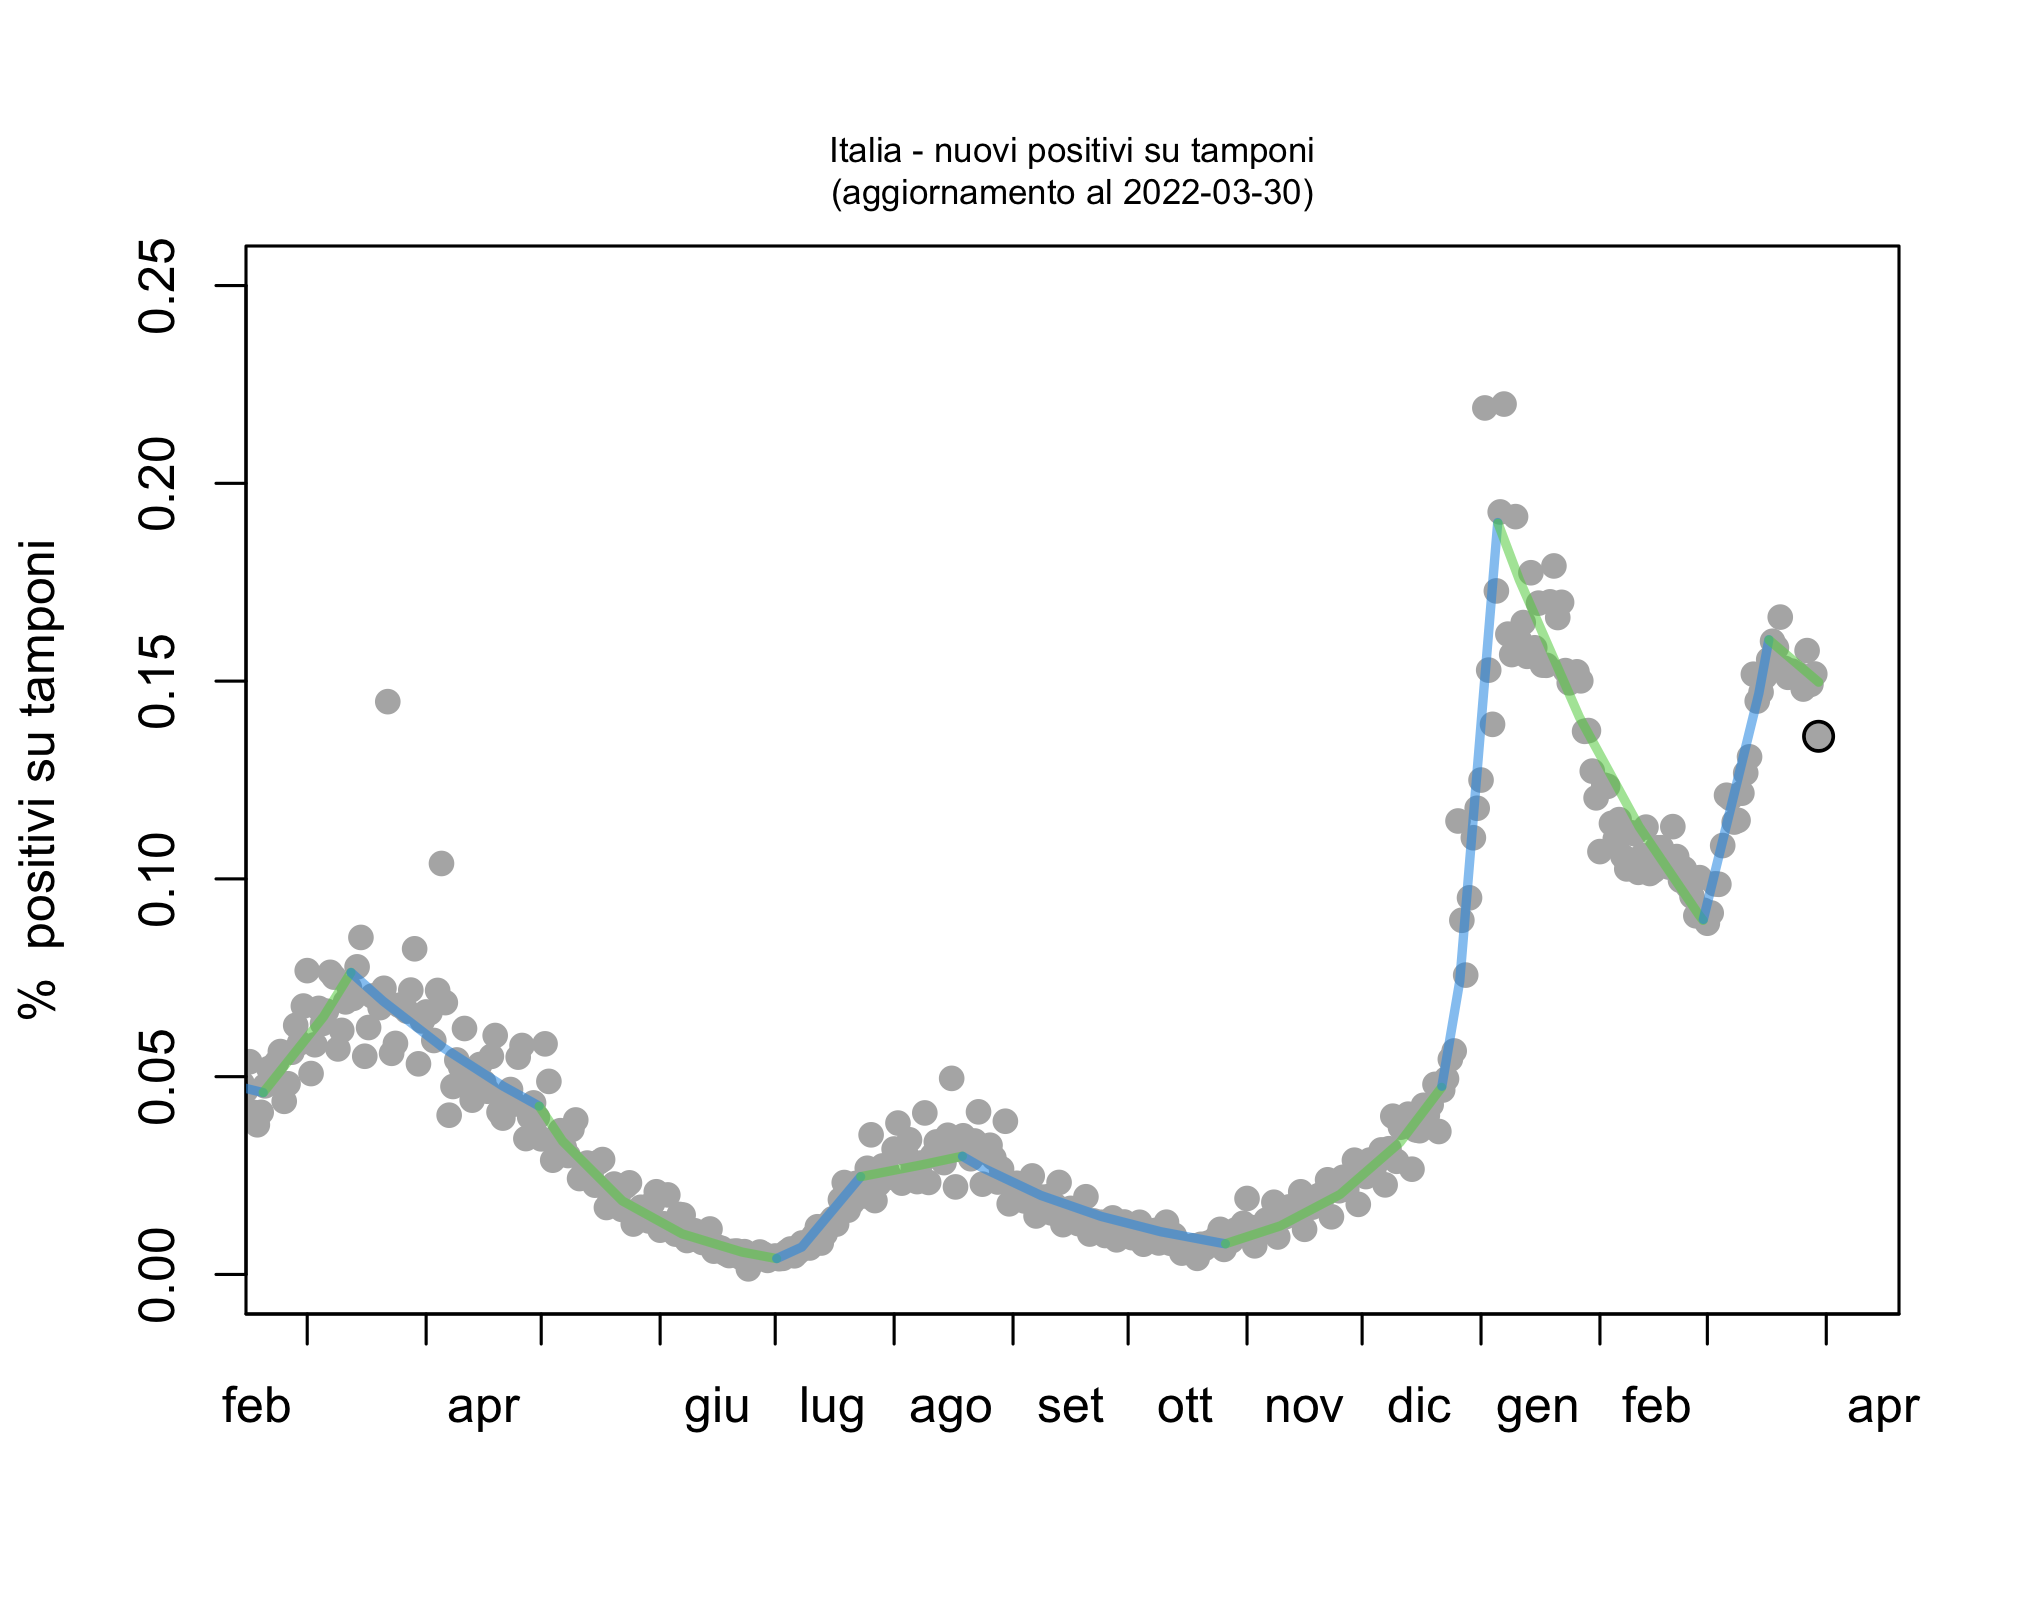 Italia - nuovi positivi su tamponi
(aggiornamento al 2022-03-30)
% positivi su tamponi
0.25
0.20
0.15
0.10
0.05
0.00
feb apr giu lug ago set ott nov dic gen feb apr